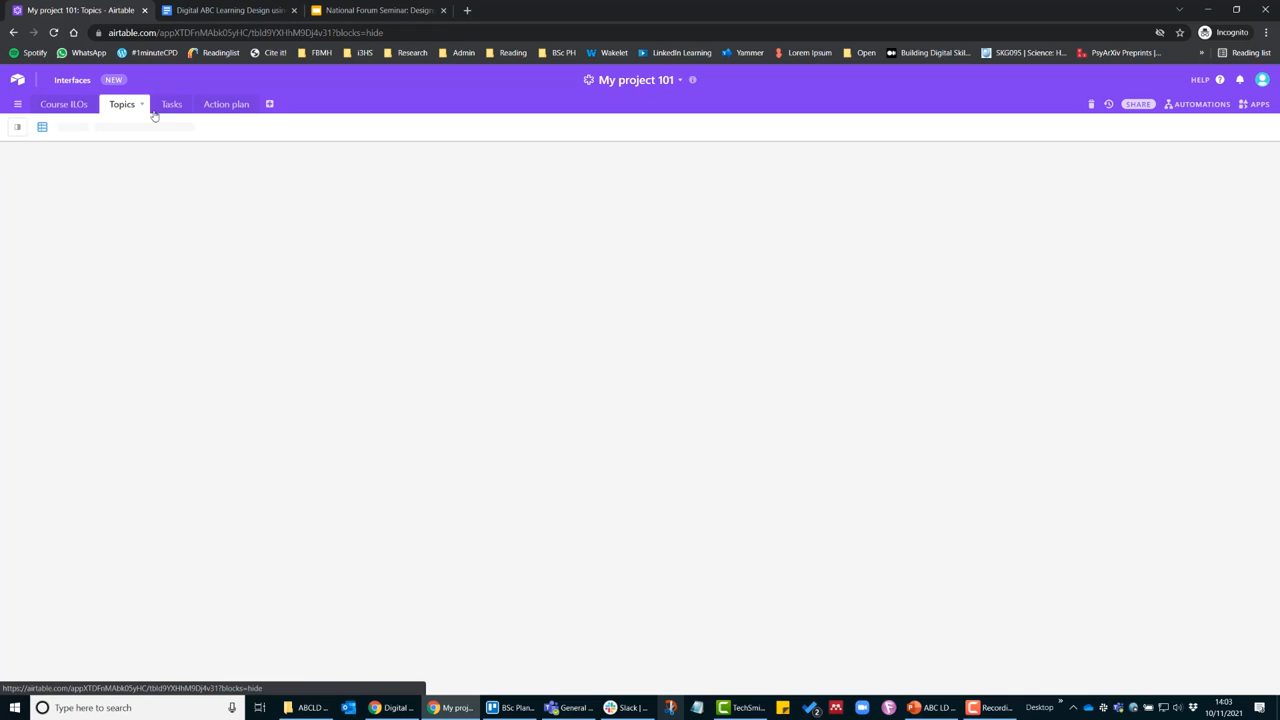 My project 101: Topics - Airtable
Digital ABC Learning Design usin
National Forum Seminar: Design
airtable.com/appXTDFnMAbk05yHC/tbld9YXHhM9Dj4v31?blocks=hide
Incognito
Spotify
WhatsApp
#1minuteCPD
Readinglist
Cite it!
FBMH
i3HS
Research
Admin
Reading
BSc PH
Wakelet
LinkedIn Learning
Yammer
Lorem Ipsum
Open
Building Digital Skil...
SKG095 | Science: H...
PsyArXiv Preprints |...
»
Reading list
Interfaces
NEW
My project 101
HELP
Course ILOs
Topics
Tasks
Action plan
SHARE
AUTOMATIONS
APPS
https://airtable.com/appXTDFnMAbk05yHC/tbld9YXHhM9Dj4v31?blocks=hide
Type here to search
ABCLD ...
Digital ...
My proj...
BSc Plan...
General ...
Slack | ...
TechSmi...
2
ABC LD ...
Recordi...
Desktop
»
14:03
10/11/2021